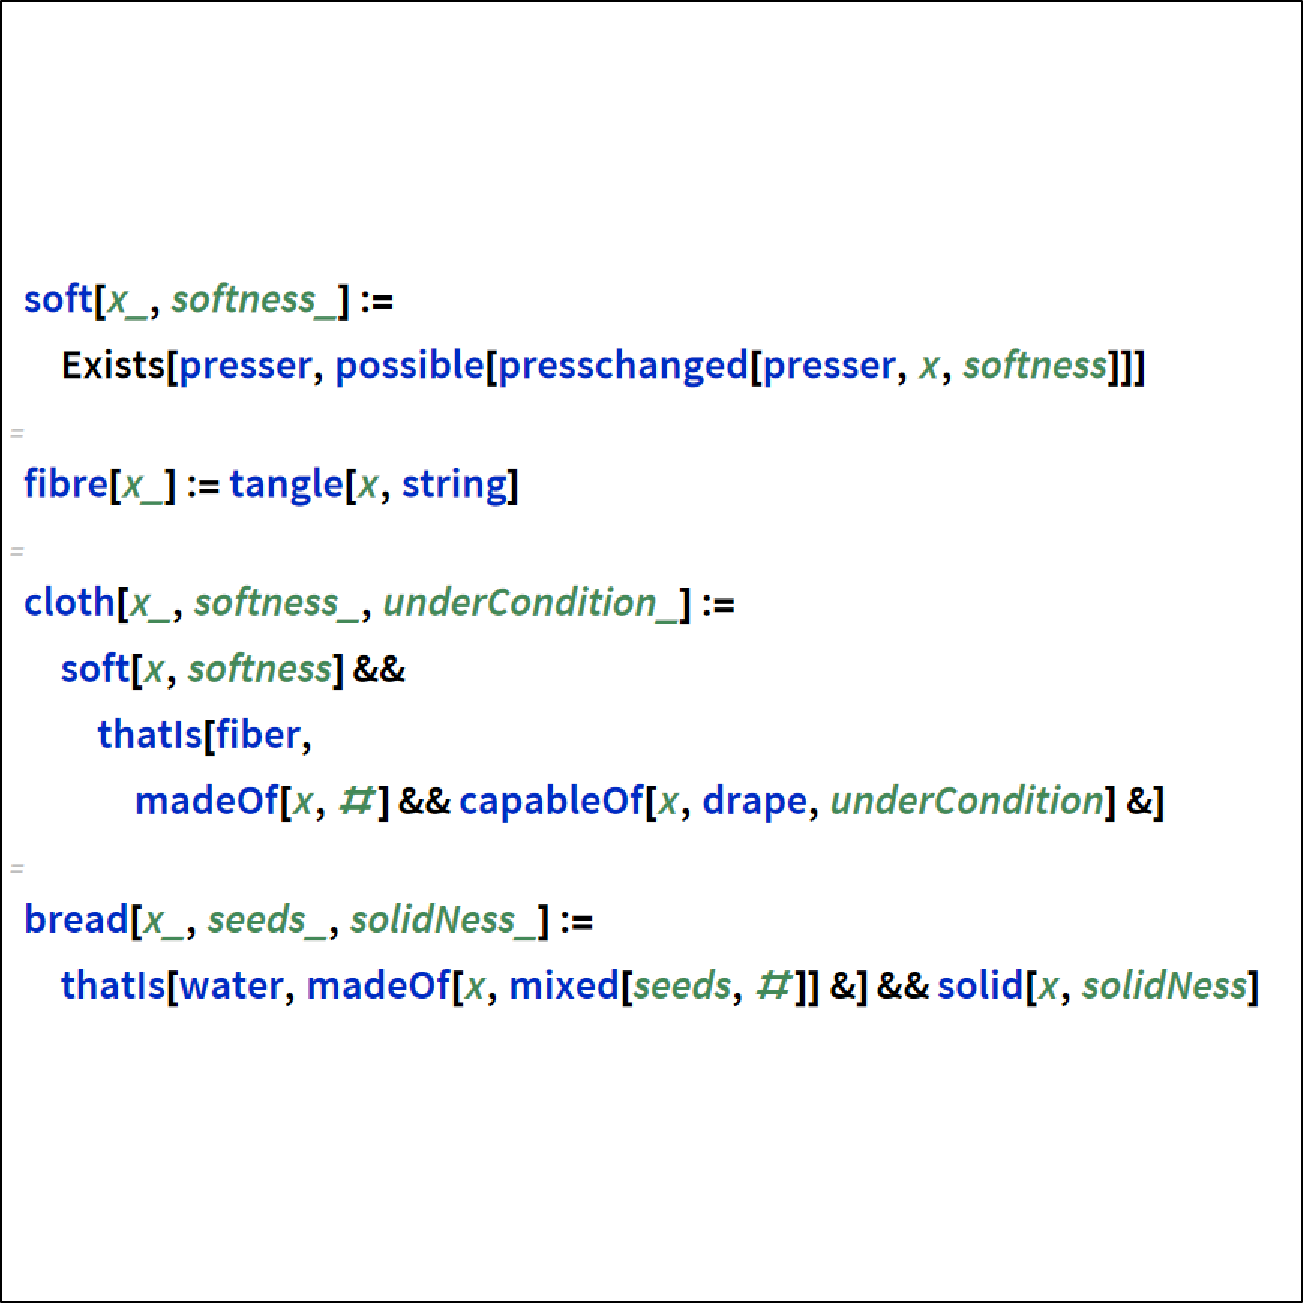 soft[x_, softness_] :=
Exists[presser, possible[presschanged[presser, x, softness]]]
=
fibre[x_] := tangle[x, string]
=
cloth[x_, softness_, underCondition_] :=
soft[x, softness] &&
thatIs[fiber,
madeOf[x, #] && capableOf[x, drape, underCondition] &]
=
bread[x_, seeds_, solidNess_] :=
thatIs[water, madeOf[x, mixed[seeds, #]] &] && solid[x, solidNess]